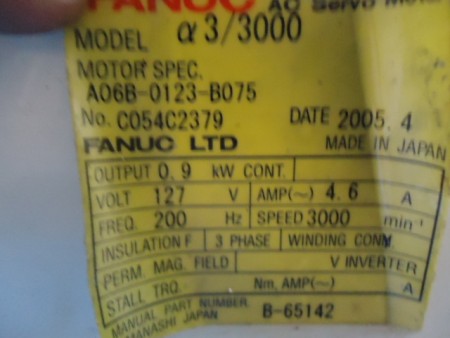 FANUC AC Servo Motor
MODEL α3/3000
MOTOR SPEC.
A06B-0123-B075
No. C054C2379 DATE 2005.4
FANUC LTD MADE IN JAPAN
OUTPUT 0.9 kW CONT.
VOLT 127 V AMP(~) 4.6 A
FREQ. 200 Hz SPEED 3000 min⁻¹
INSULATION F 3 PHASE WINDING CONN.
PERM. MAG. FIELD V INVERTER
STALL TRQ. Nm, AMP(~) A
MANUAL PART NUMBER B-65142
MANASHI JAPAN